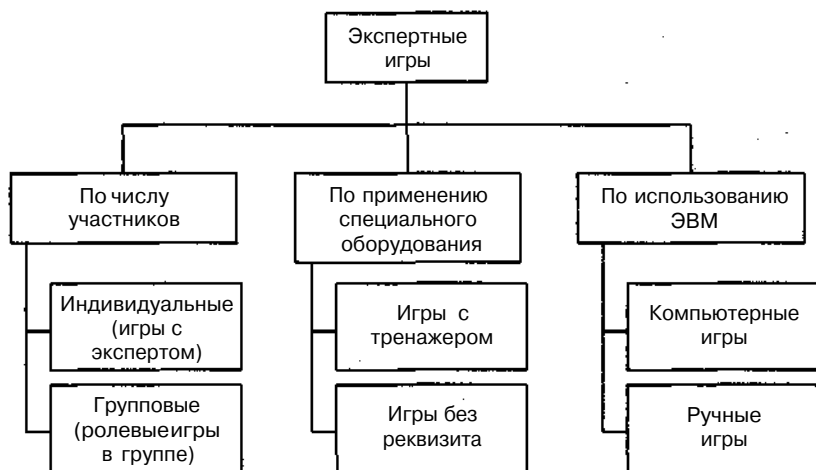 Экспертные
игры
По числу
участников
По применению
специального
оборудования
По использованию
ЭВМ
Индивидуальные
(игры с
экспертом)
Игры с
тренажером
Компьютерные
игры
Групповые
(ролевыеигры
в группе)
Игры без
реквизита
Ручные
игры